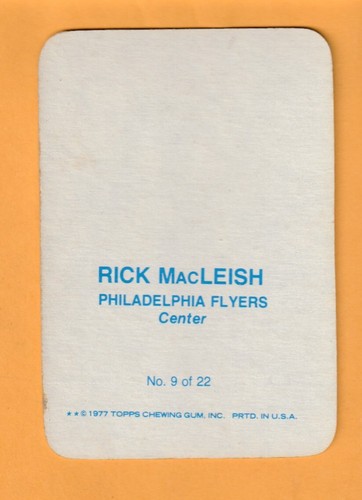 RICK MACLEISH
PHILADELPHIA FLYERS
Center
No. 9 of 22
**©1977 TOPPS CHEWING GUM, INC. PRTD. IN U.S.A.